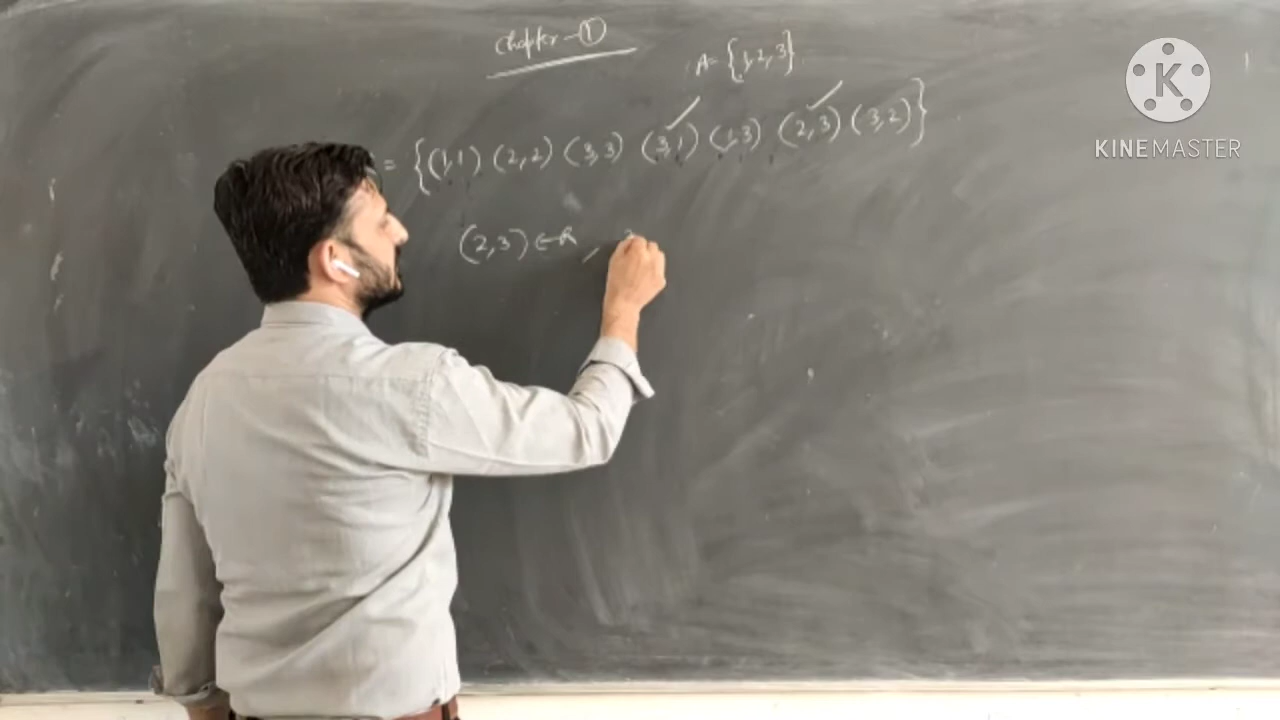 Chapter-①
A = {1,2,3}
= {(1,1) (2,2) (3,3) (3,1) (1,3) (2,3) (3,2)}
(2,3) ∈ R ,
K
KINEMASTER